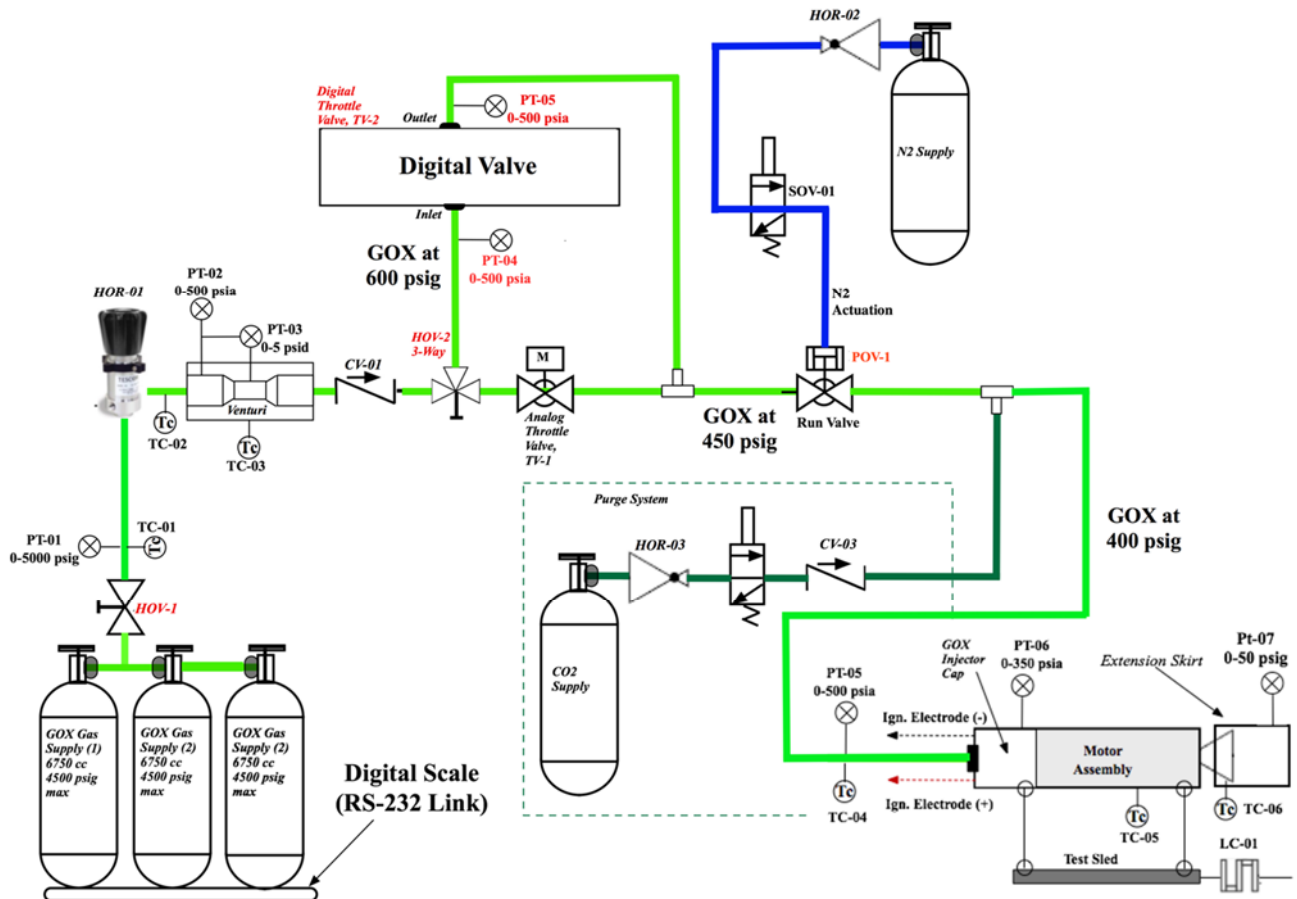 HOR-02
Digital
Throttle
Valve, TV-2
Outlet
PT-05
0-500 psia
Digital Valve
N2 Supply
SOV-01
Inlet
GOX at
600 psig
PT-04
0-500 psia
PT-02
0-500 psia
HOR-01
PT-03
0-5 psid
N2
Actuation
HOV-2
3-Way
CV-01
M
POV-1
Venturi
Tc
TC-02
Tc
TC-03
Analog
Throttle
Valve,
TV-1
GOX at
450 psig
Run Valve
Purge System
GOX at
400 psig
PT-01
0-5000 psig
TC-01
Tc
HOR-03
CV-03
HOV-1
CO2
Supply
GOX
Injector
Cap
PT-06
0-350 psia
Extension Skirt
Pt-07
0-50 psig
PT-05
0-500 psia
Ign. Electrode (-)
Motor
Assembly
GOX Gas
Supply (1)
6750 cc
4500 psig
max
GOX Gas
Supply (2)
6750 cc
4500 psig
max
GOX Gas
Supply (2)
6750 cc
4500 psig
max
Digital Scale
(RS-232 Link)
Ign. Electrode (+)
Tc
TC-04
Tc
TC-05
Tc
TC-06
Test Sled
LC-01